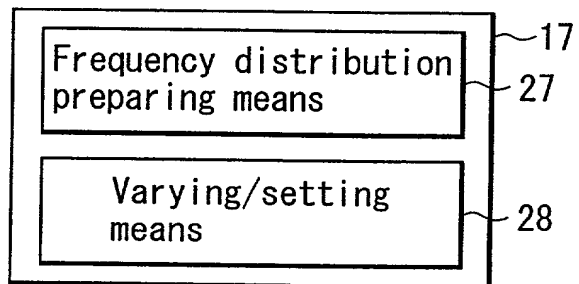 17
Frequency distribution
preparing means
27
Varying/setting
means
28